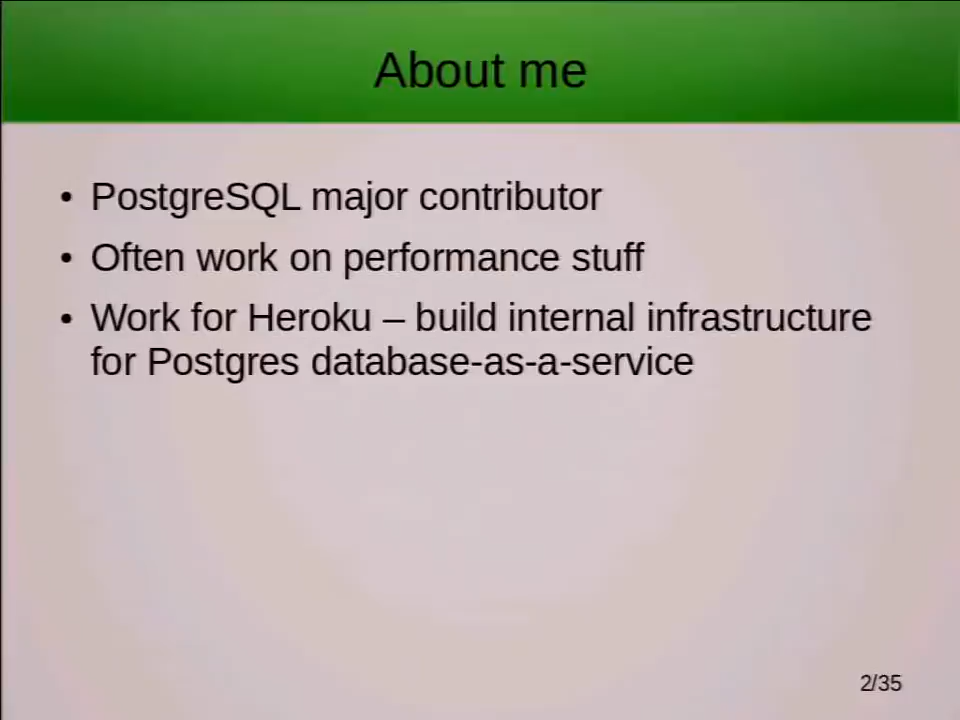 About me
• PostgreSQL major contributor
• Often work on performance stuff
• Work for Heroku – build internal infrastructure
for Postgres database-as-a-service
2/35